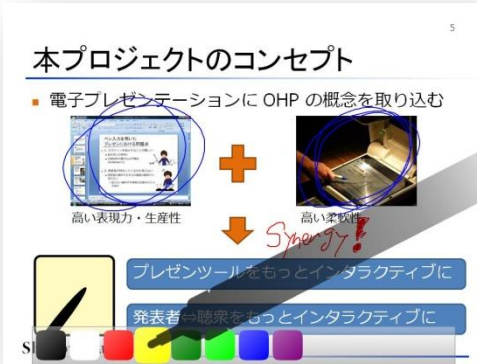 5
本プロジェクトのコンセプト
電子プレゼンテーションに OHP の概念を取り込む
高い表現力・生産性
高い柔軟性
Synergy!
プレゼンツールをもっとインタラクティブに
発表者⇔聴衆をもっとインタラクティブに